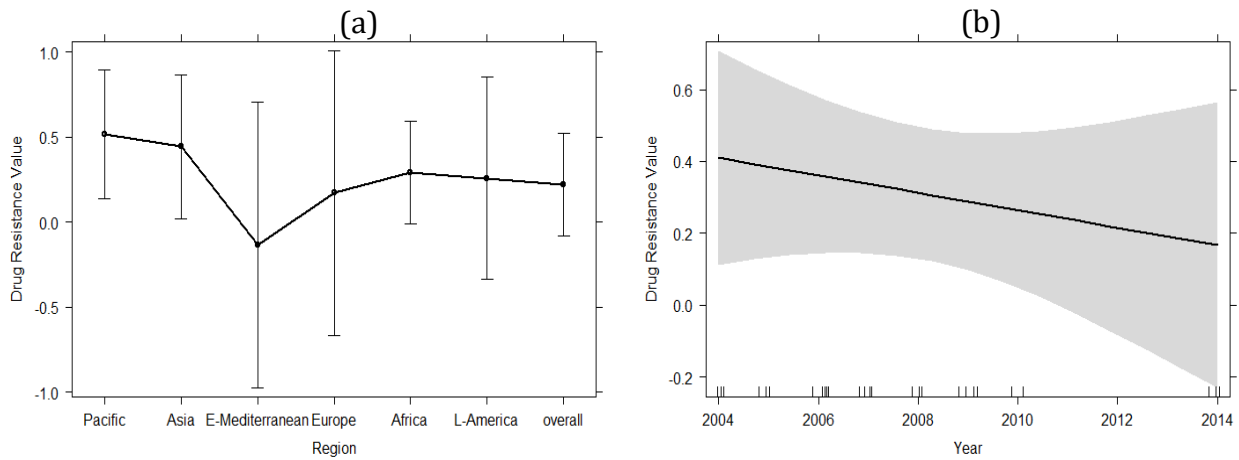 (a)
Drug Resistance Value
1.0
0.5
0.0
-0.5
-1.0
Pacific Asia E-Mediterranean Europe Africa L-America overall
Region
(b)
Drug Resistance Value
0.6
0.4
0.2
0.0
-0.2
2004 2006 2008 2010 2012 2014
Year